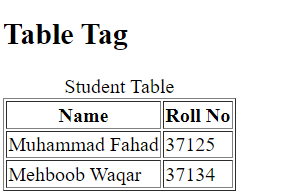 Table Tag
Student Table
Name Roll No
Muhammad Fahad 37125
Mehboob Waqar 37134